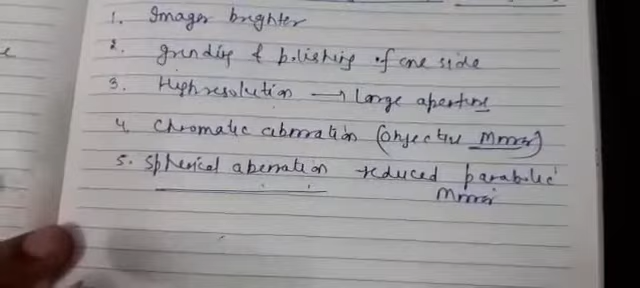 1. Images brighter
2. grinding & polishing of one side
3. High resolution → Large aperture
4. Chromatic aberration (objective Mirror)
5. Spherical aberration reduced parabolic
Mirror